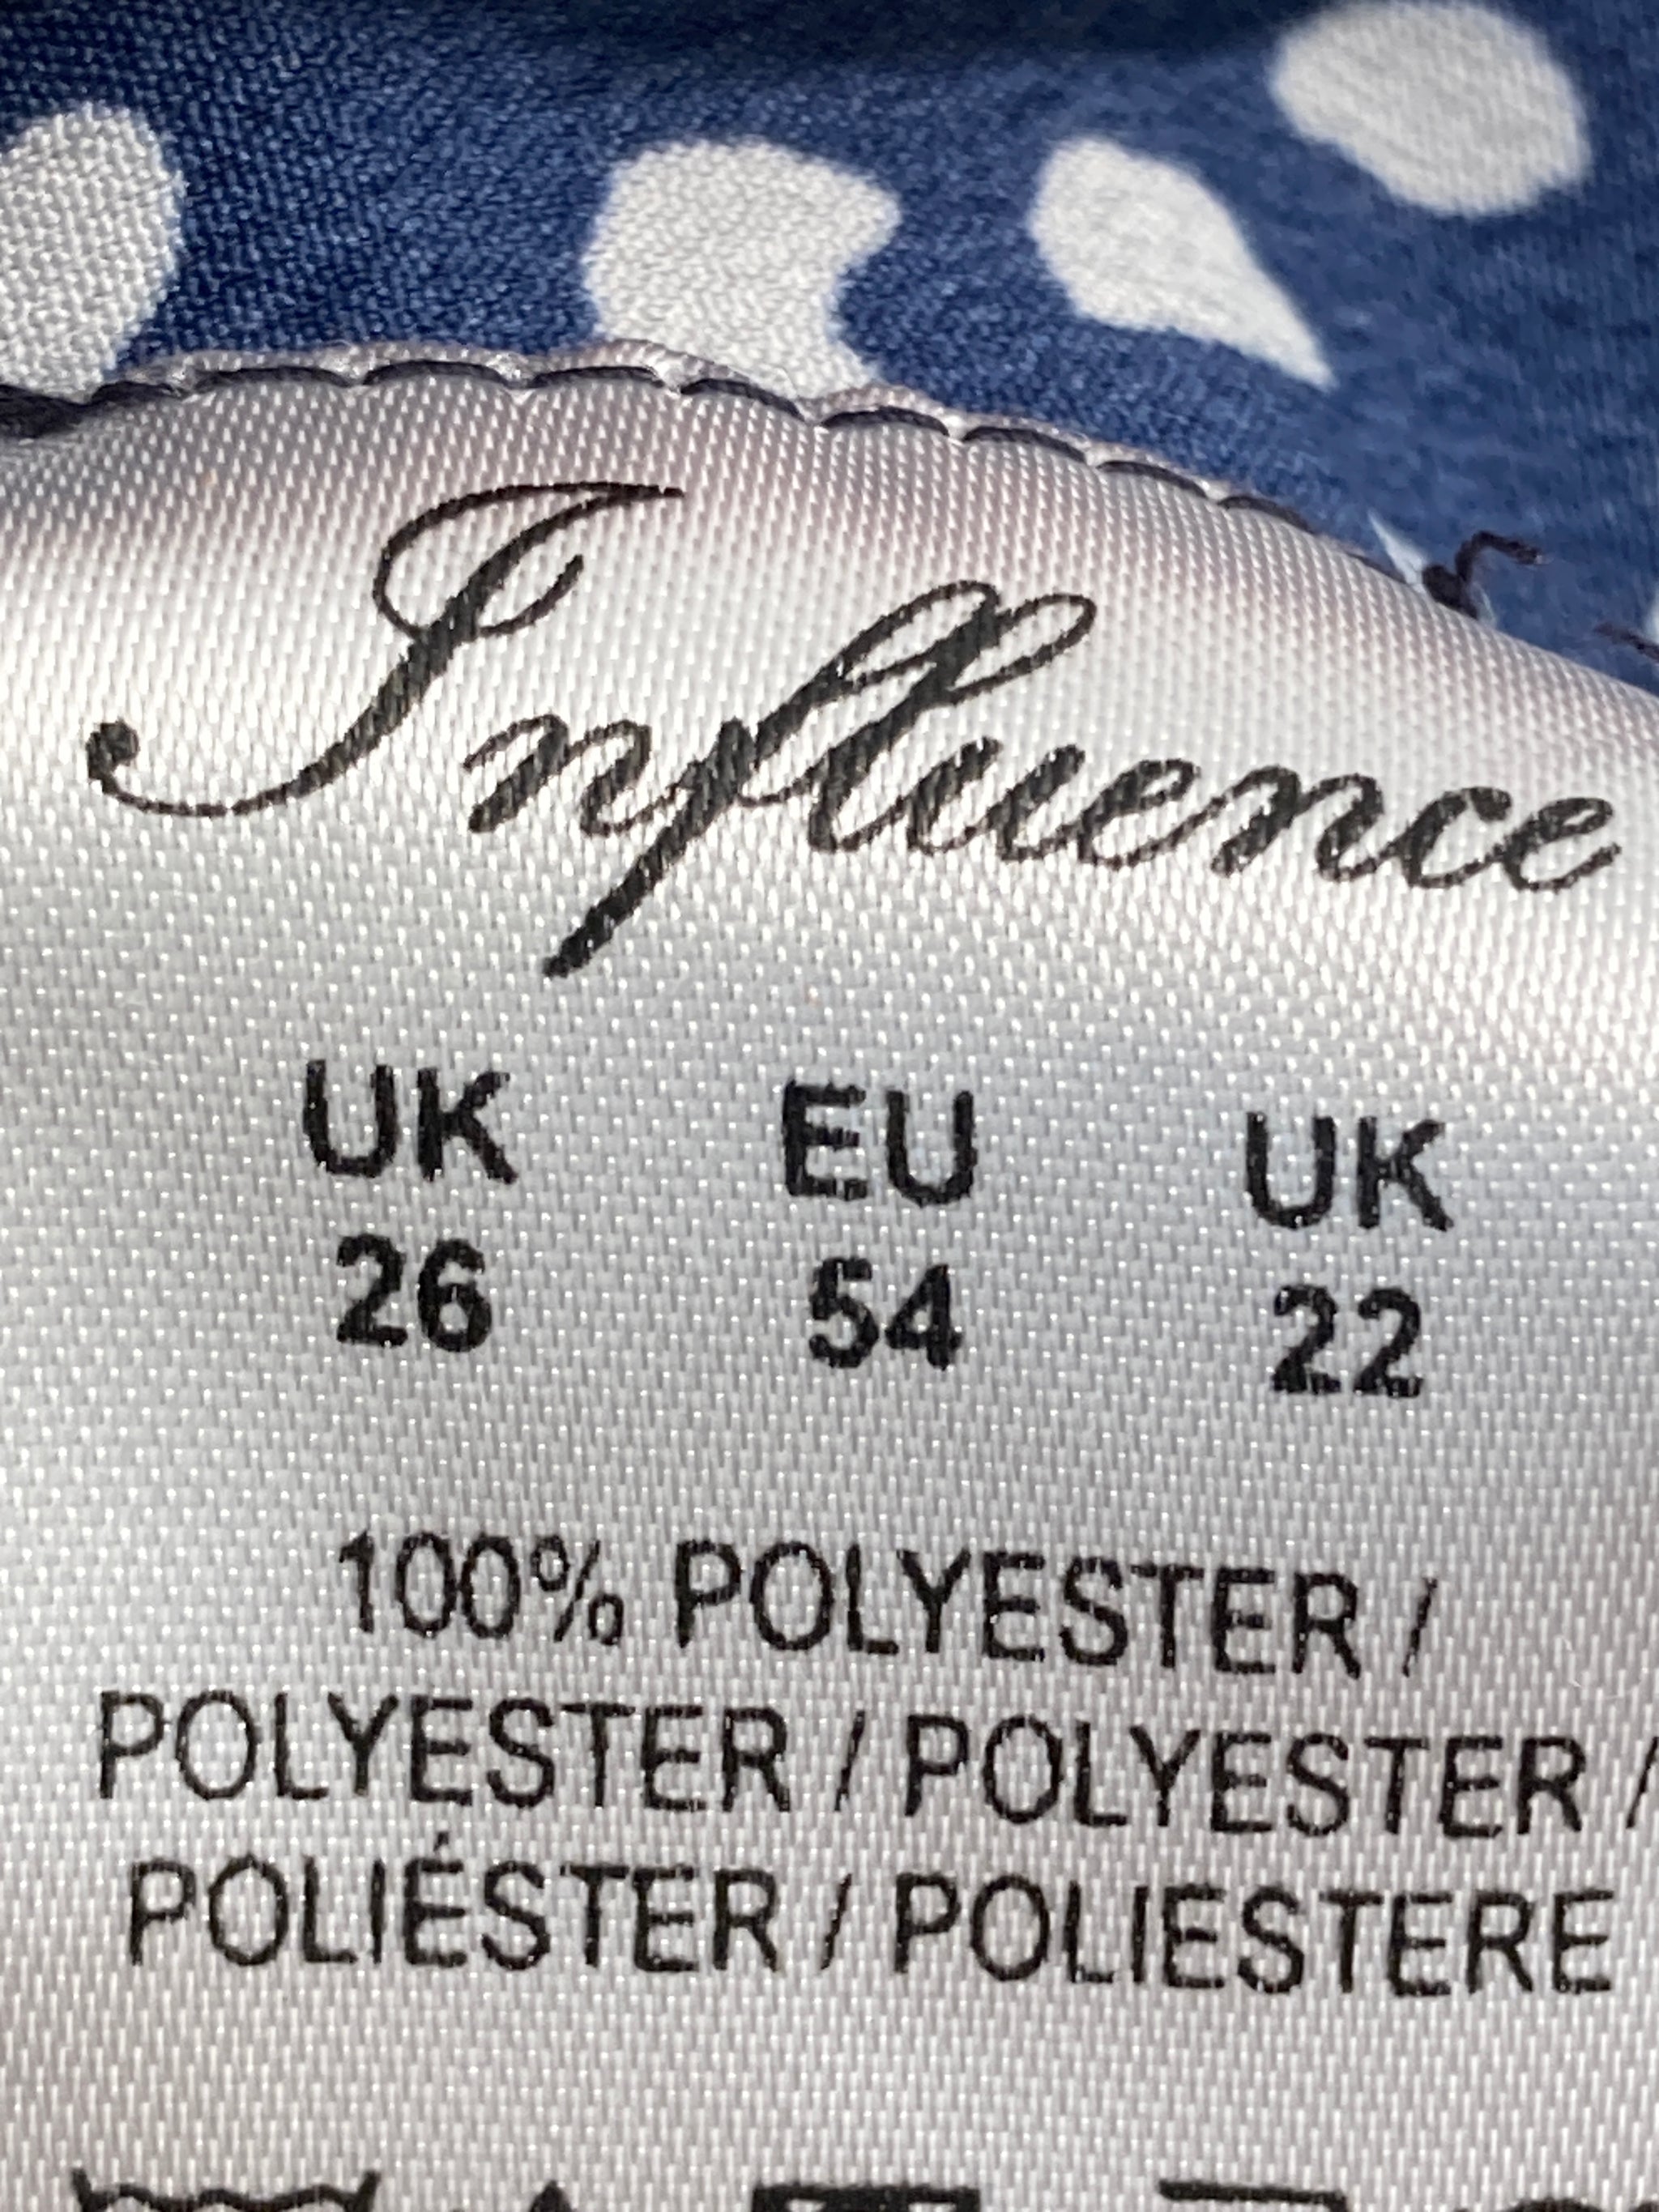 Influence
UK EU UK
26 54 22
100% POLYESTER /
POLYESTER / POLYESTER /
POLIÉSTER / POLIESTERE